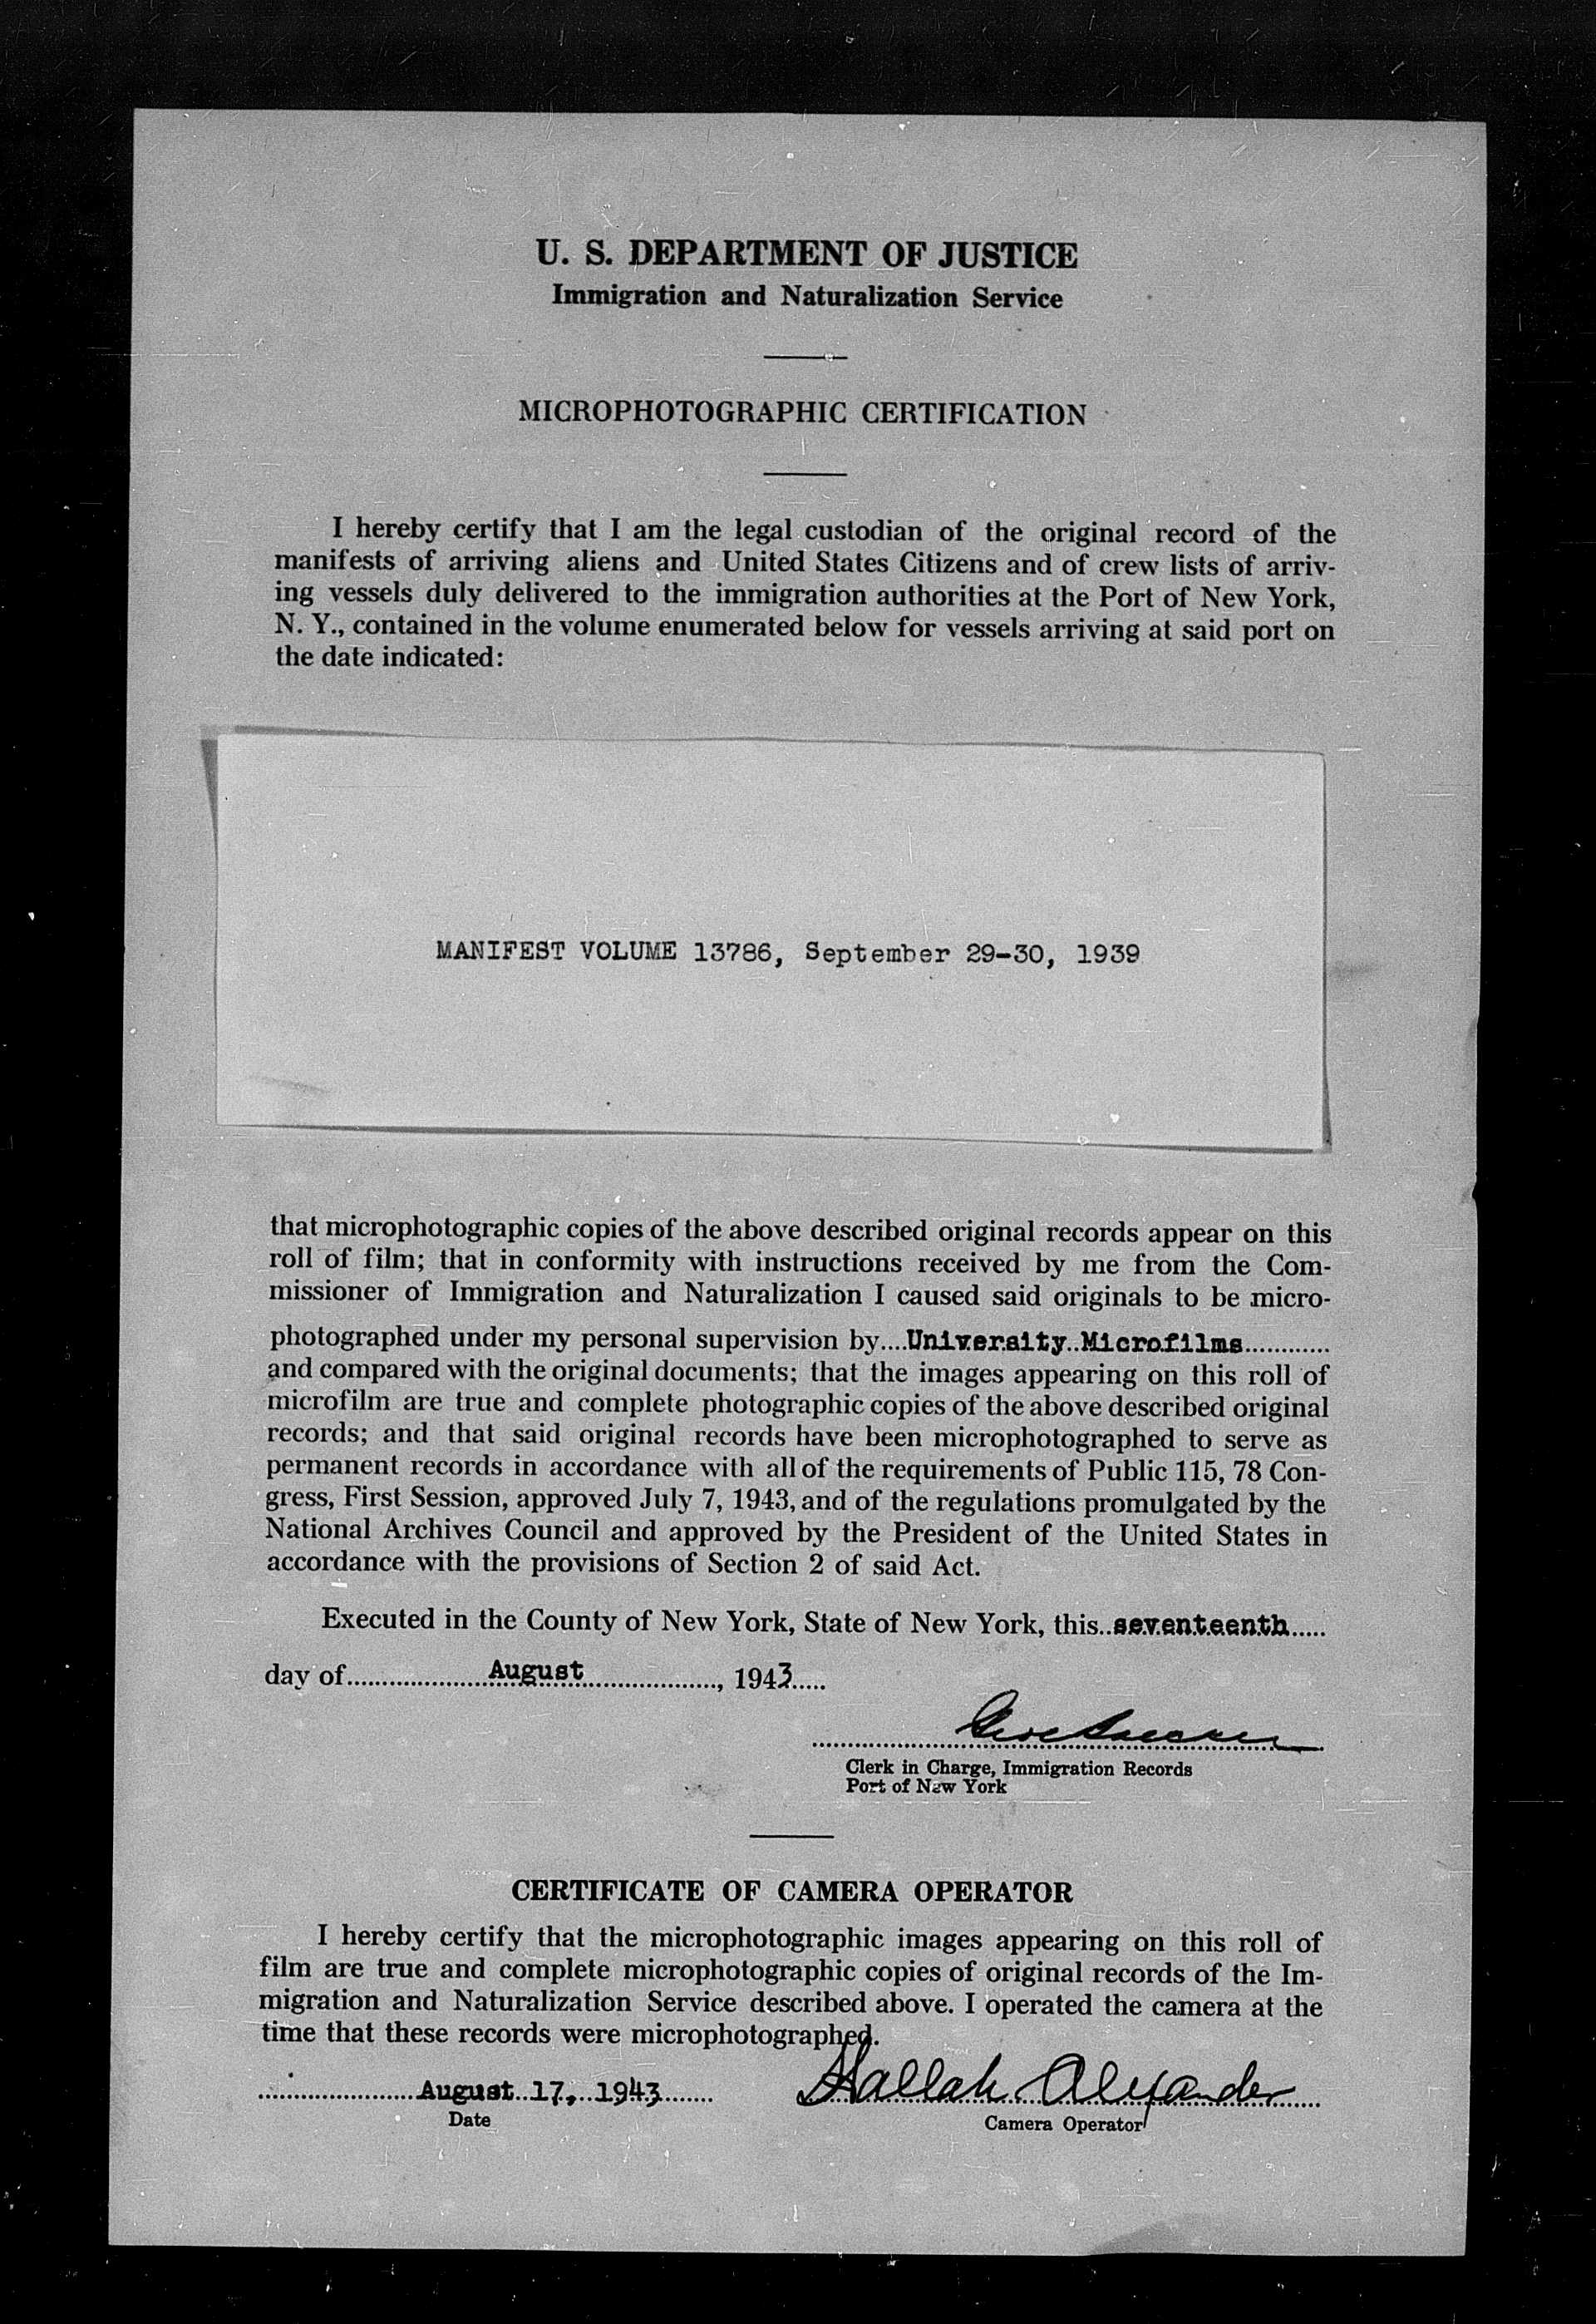 U. S. DEPARTMENT OF JUSTICE
Immigration and Naturalization Service
MICROPHOTOGRAPHIC CERTIFICATION
I hereby certify that I am the legal custodian of the original record of the
manifests of arriving aliens and United States Citizens and of crew lists of arriv-
ing vessels duly delivered to the immigration authorities at the Port of New York,
N. Y., contained in the volume enumerated below for vessels arriving at said port on
the date indicated:
MANIFEST VOLUME 13786, September 29-30, 1939
that microphotographic copies of the above described original records appear on this
roll of film; that in conformity with instructions received by me from the Com-
missioner of Immigration and Naturalization I caused said originals to be micro-
photographed under my personal supervision by....University Microfilms............
and compared with the original documents; that the images appearing on this roll of
microfilm are true and complete photographic copies of the above described original
records; and that said original records have been microphotographed to serve as
permanent records in accordance with all of the requirements of Public 115, 78 Con-
gress, First Session, approved July 7, 1943, and of the regulations promulgated by the
National Archives Council and approved by the President of the United States in
accordance with the provisions of Section 2 of said Act.
Executed in the County of New York, State of New York, this..seventeenth.....
day of.....................August........................, 1943.....
Clerk in Charge, Immigration Records
Port of New York
CERTIFICATE OF CAMERA OPERATOR
I hereby certify that the microphotographic images appearing on this roll of
film are true and complete microphotographic copies of original records of the Im-
migration and Naturalization Service described above. I operated the camera at the
time that these records were microphotographed.
August 17, 1943 Hallah Alexander
Date Camera Operator